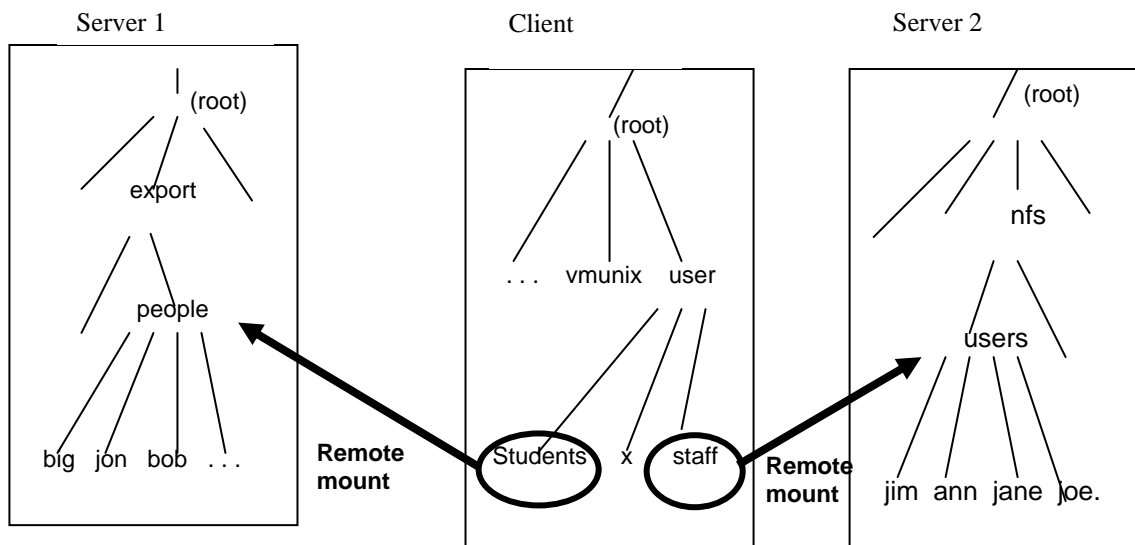 Server 1
Client
Server 2
(root)
(root)
(root)
export
nfs
. . . vmunix user
people
users
big jon bob . . .
Remote
mount
Students x staff
Remote
mount
jim ann jane joe.